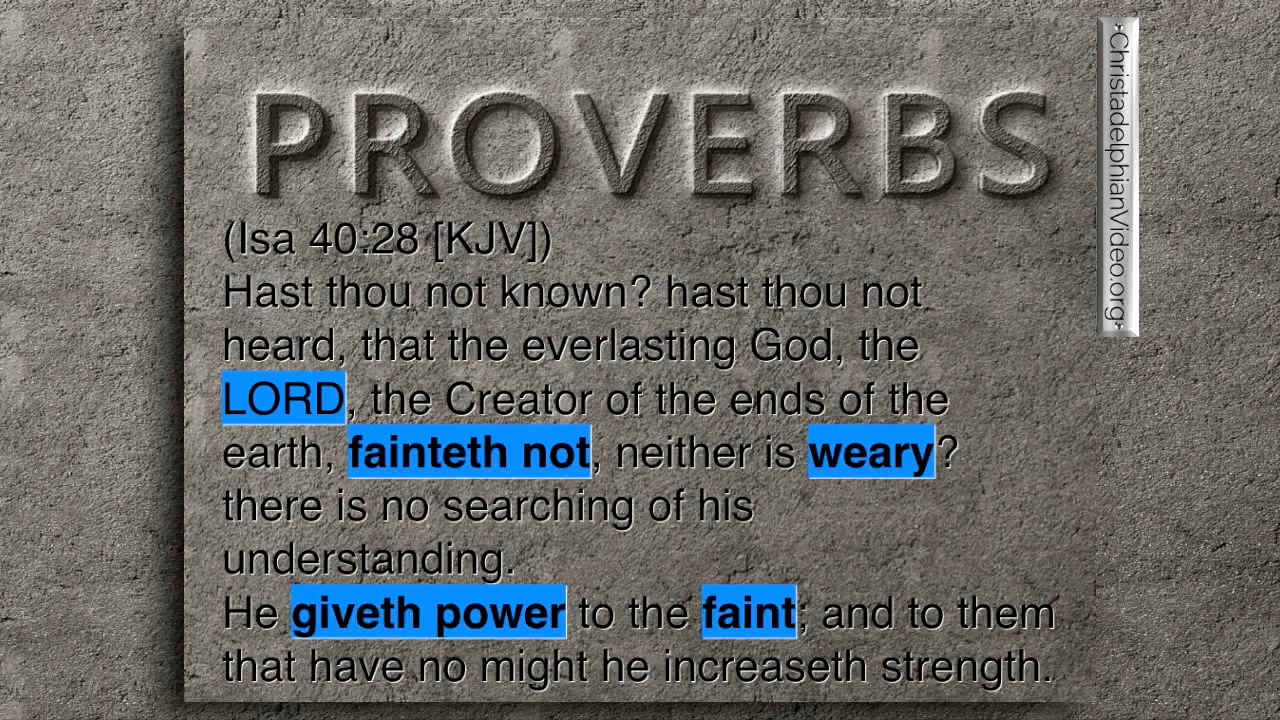 PROVERBS
(Isa 40:28 [KJV])
Hast thou not known? hast thou not
heard, that the everlasting God, the
LORD, the Creator of the ends of the
earth, fainteth not, neither is weary?
there is no searching of his
understanding.
He giveth power to the faint; and to them
that have no might he increaseth strength.
ChristadelphianVideo.org